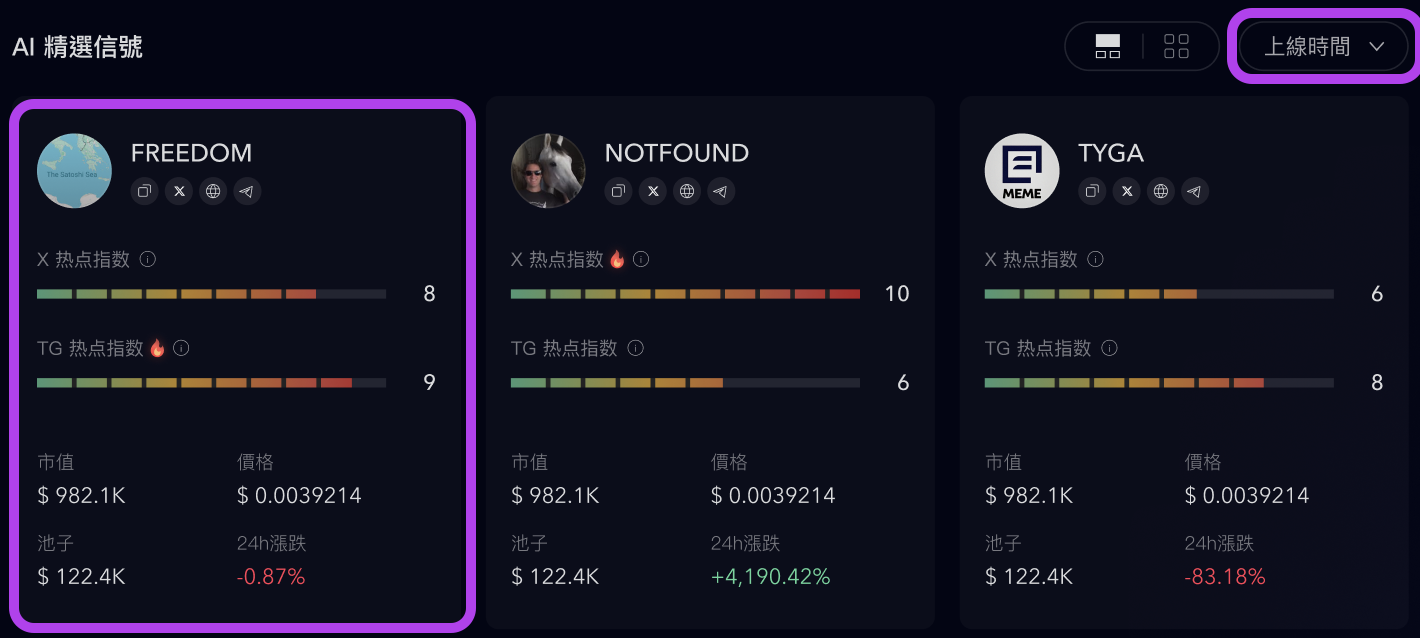 AI 精選信號
上線時間
The Satoshi Sea
FREEDOM
X 热点指数
8
TG 热点指数
9
市值
價格
$ 982.1K
$ 0.0039214
池子
24h漲跌
$ 122.4K
-0.87%
NOTFOUND
X 热点指数
10
TG 热点指数
6
市值
價格
$ 982.1K
$ 0.0039214
池子
24h漲跌
$ 122.4K
+4,190.42%
MEME
TYGA
X 热点指数
6
TG 热点指数
8
市值
價格
$ 982.1K
$ 0.0039214
池子
24h漲跌
$ 122.4K
-83.18%